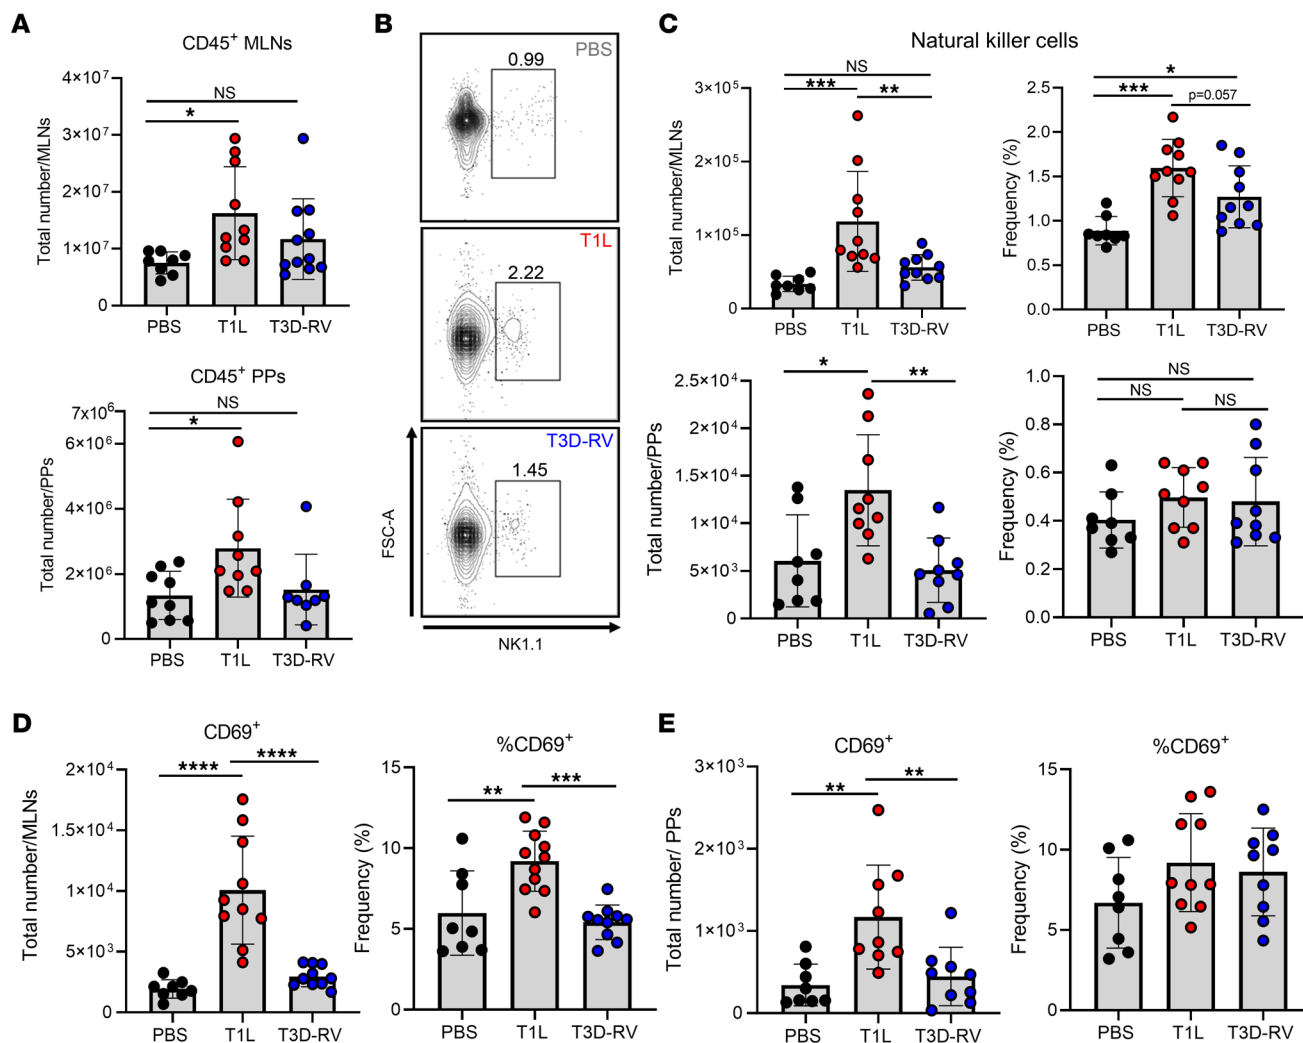 A
CD45⁺ MLNs
Total number/MLNs
4×10⁷
3×10⁷
2×10⁷
1×10⁷
0
NS
*
PBS
T1L
T3D-RV
CD45⁺ PPs
Total number/PPs
7x10⁶
6×10⁶
4×10⁶
2×10⁶
0
NS
*
PBS
T1L
T3D-RV
B
PBS
0.99
T1L
2.22
T3D-RV
1.45
FSC-A
NK1.1
C
Natural killer cells
Total number/MLNs
3×10⁵
2×10⁵
1×10⁵
0
NS
***
**
PBS
T1L
T3D-RV
Frequency (%)
2.5
2.0
1.5
1.0
0.5
0.0
*
***
p=0.057
PBS
T1L
T3D-RV
Total number/PPs
2.5×10⁴
2×10⁴
1.5×10⁴
1×10⁴
5×10³
0
*
**
PBS
T1L
T3D-RV
Frequency (%)
1.0
0.8
0.6
0.4
0.2
0.0
NS
NS
NS
PBS
T1L
T3D-RV
D
CD69⁺
Total number/MLNs
2×10⁴
1.5×10⁴
1×10⁴
5×10³
0
****
****
PBS
T1L
T3D-RV
%CD69⁺
Frequency (%)
15
10
5
0
**
***
PBS
T1L
T3D-RV
E
CD69⁺
Total number/ PPs
3×10³
2×10³
1×10³
0
**
**
PBS
T1L
T3D-RV
%CD69⁺
Frequency (%)
15
10
5
0
PBS
T1L
T3D-RV